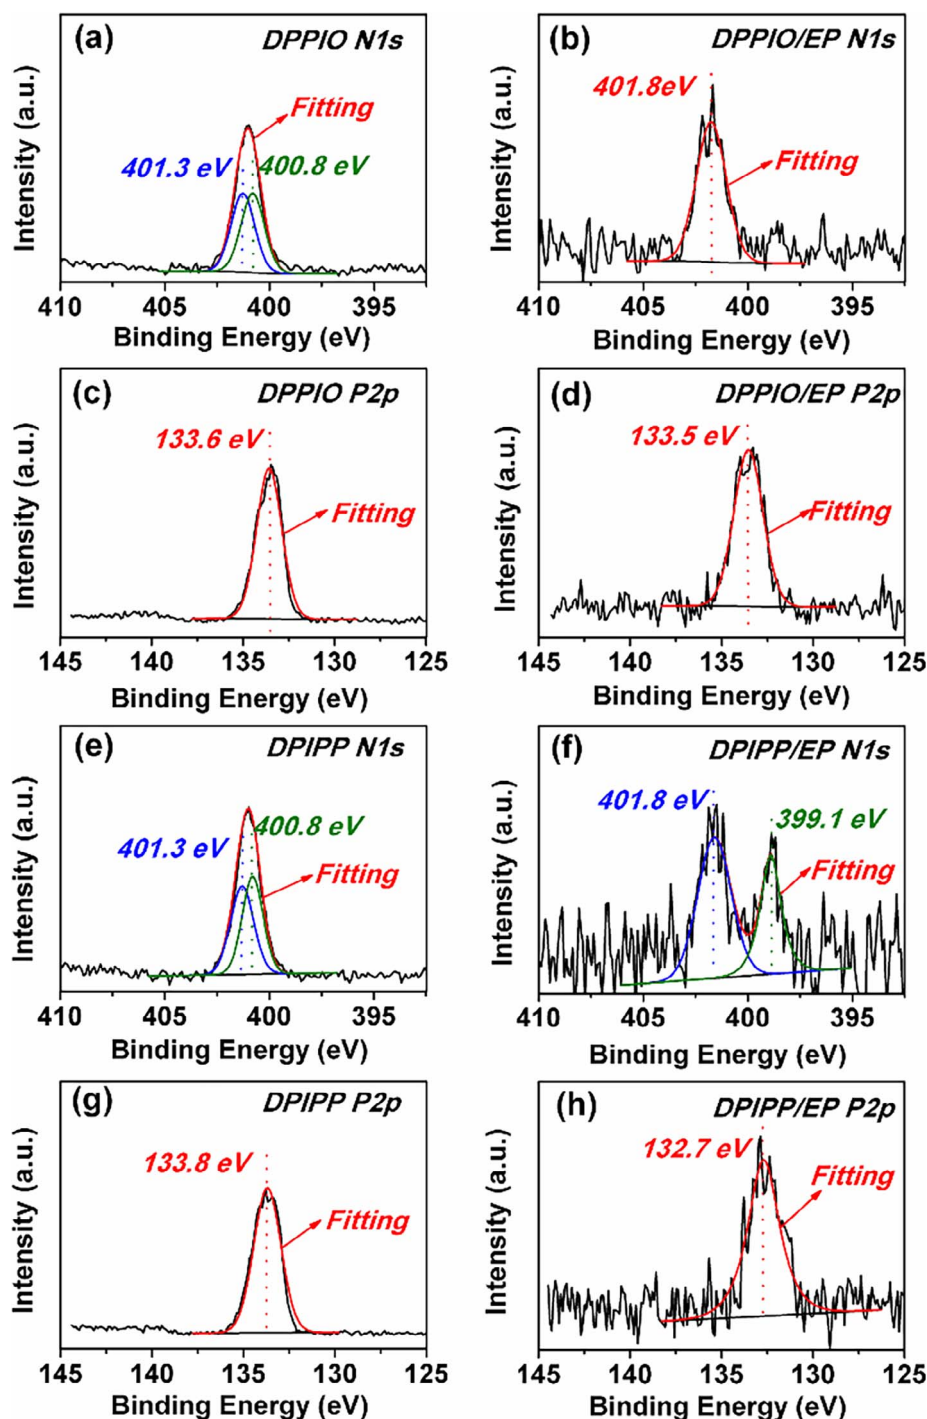 (a)
DPPIO N1s
Fitting
401.3 eV
400.8 eV
Intensity (a.u.)
410
405
400
395
Binding Energy (eV)
(b)
DPPIO/EP N1s
401.8eV
Fitting
Intensity (a.u.)
410
405
400
395
Binding Energy (eV)
(c)
DPPIO P2p
133.6 eV
Fitting
Intensity (a.u.)
145
140
135
130
125
Binding Energy (eV)
(d)
DPPIO/EP P2p
133.5 eV
Fitting
Intensity (a.u.)
145
140
135
130
125
Binding Energy (eV)
(e)
DPIPP N1s
400.8 eV
401.3 eV
Fitting
Intensity (a.u.)
410
405
400
395
Binding Energy (eV)
(f)
DPIPP/EP N1s
401.8 eV
399.1 eV
Fitting
Intensity (a.u.)
410
405
400
395
Binding Energy (eV)
(g)
DPIPP P2p
133.8 eV
Fitting
Intensity (a.u.)
145
140
135
130
125
Binding Energy (eV)
(h)
DPIPP/EP P2p
132.7 eV
Fitting
Intensity (a.u.)
145
140
135
130
125
Binding Energy (eV)